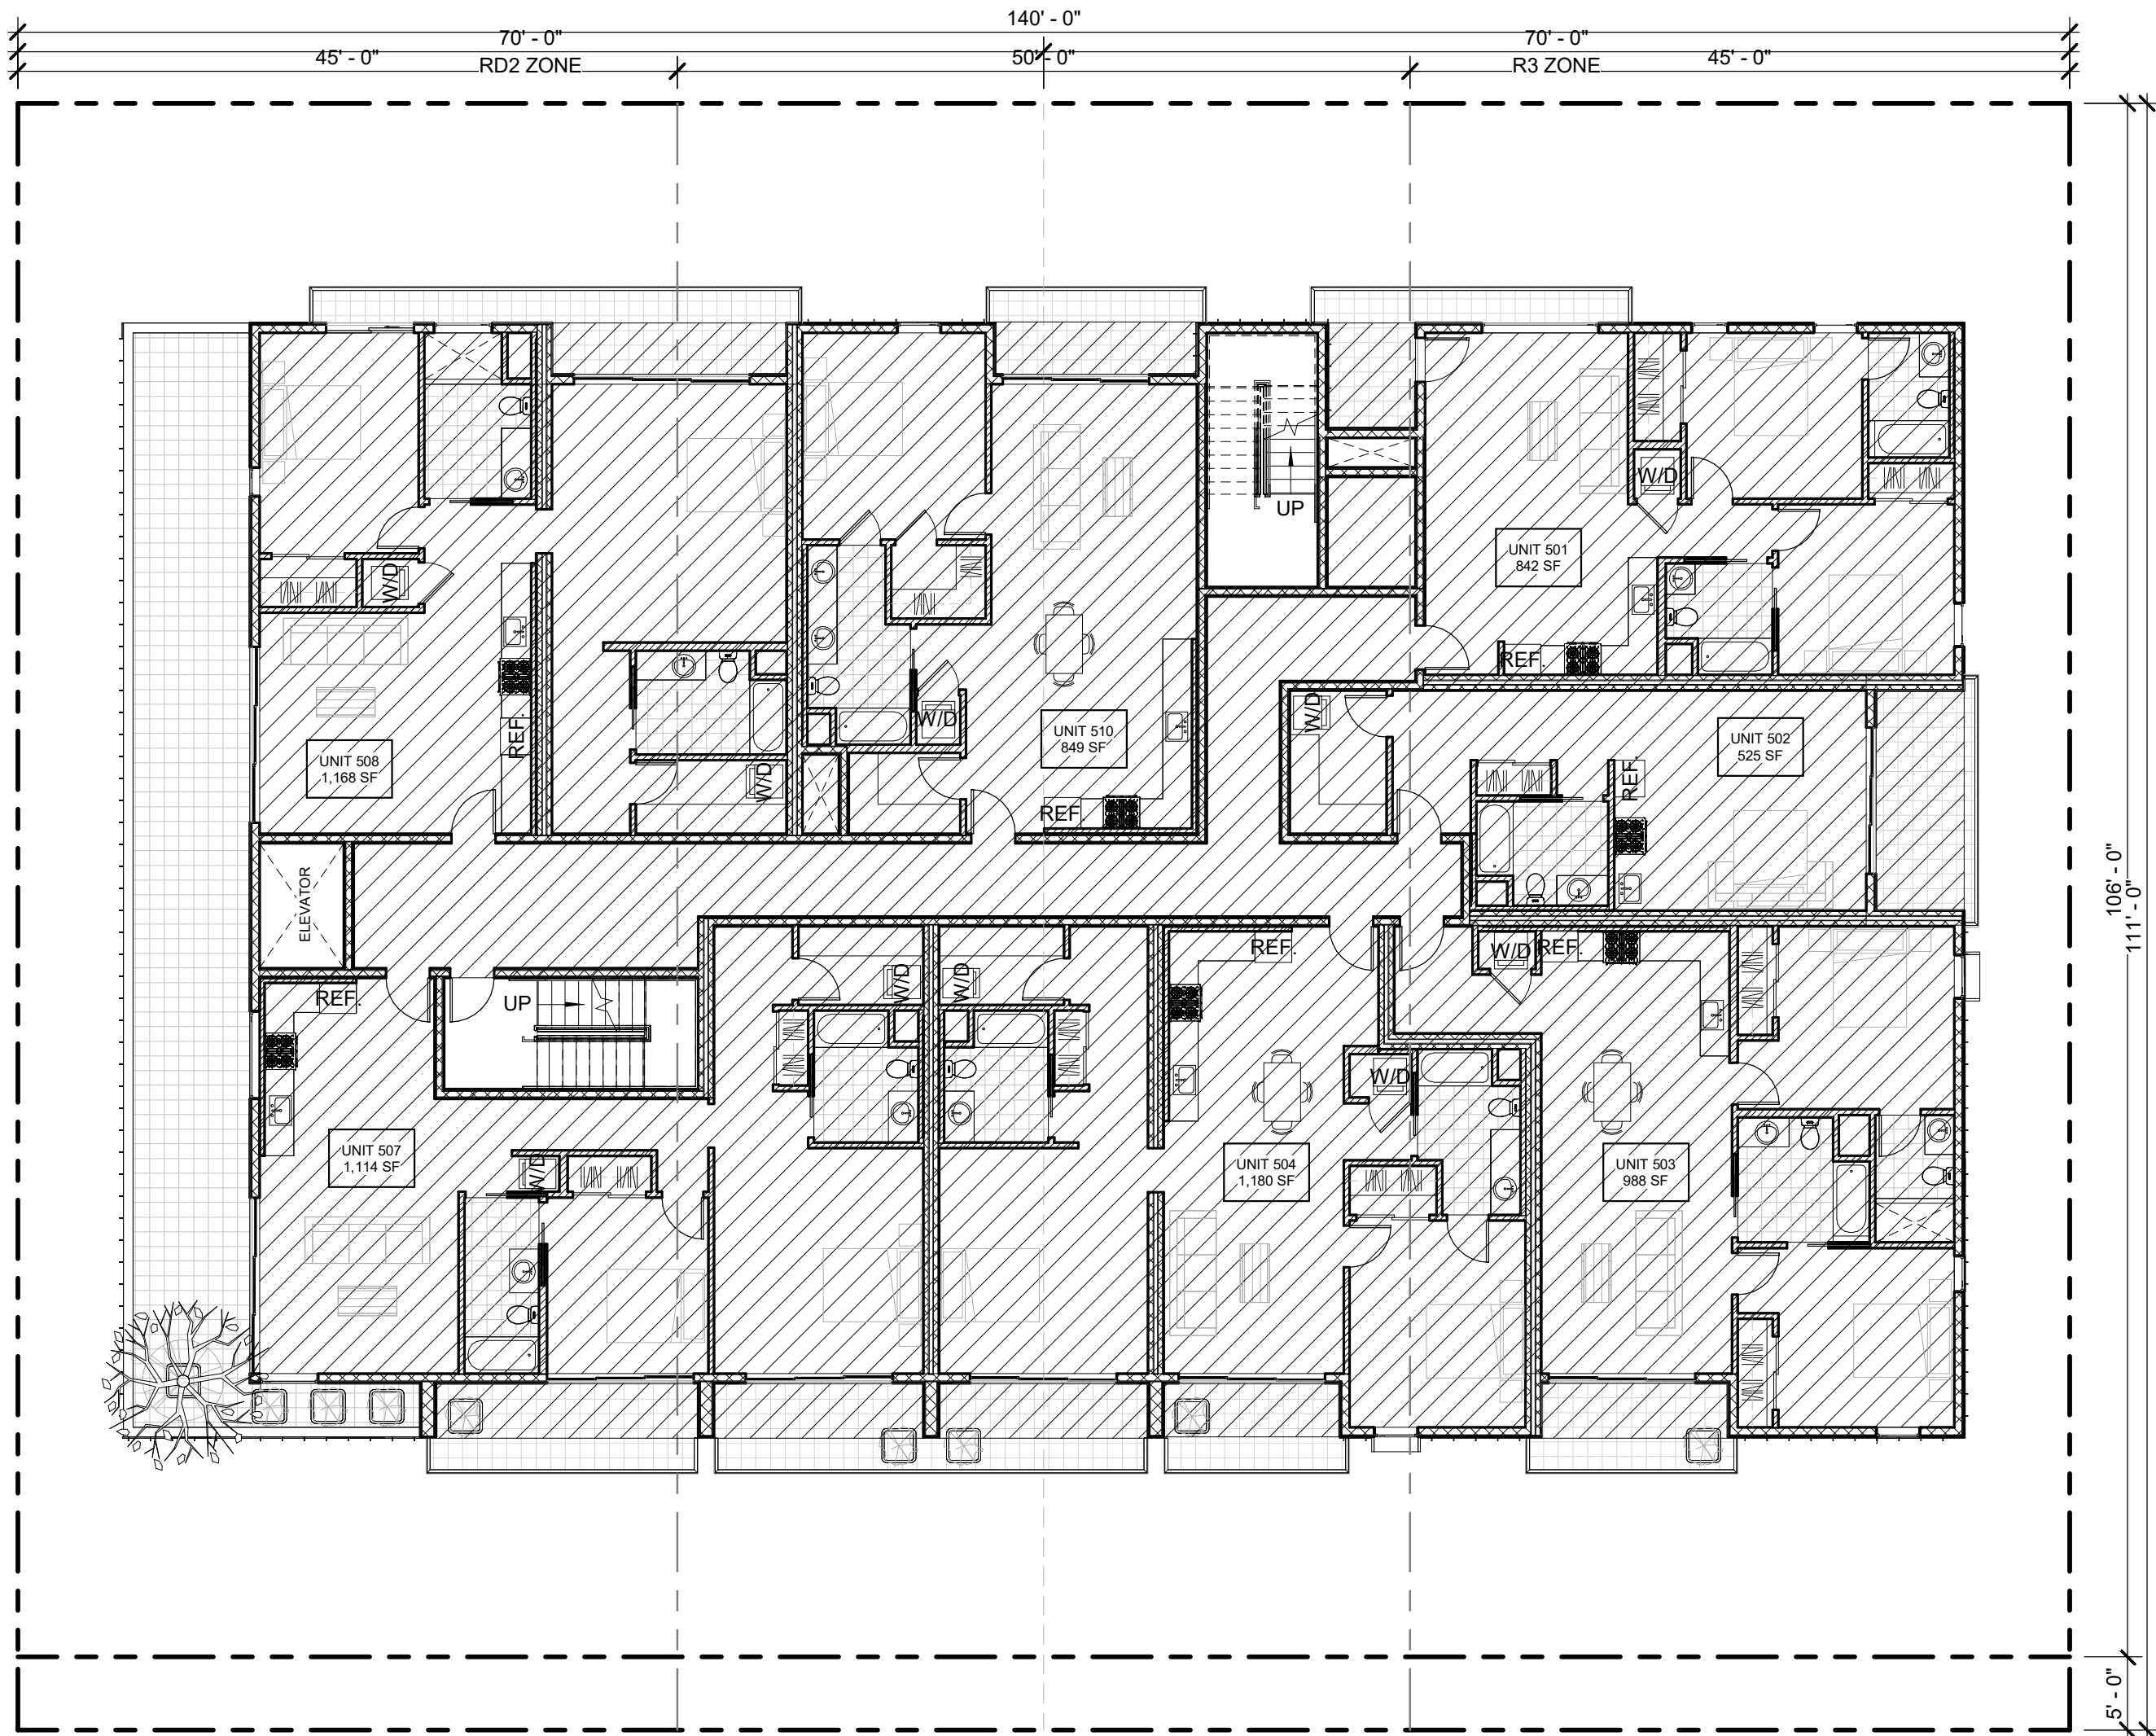 140' - 0"
70' - 0"
70' - 0"
45' - 0"
50' - 0"
45' - 0"
RD2 ZONE
R3 ZONE
UP
W/D
UNIT 501
842 SF
W/D
REF.
REF.
W/D
UNIT 508
1,168 SF
W/D
W/D
UNIT 510
849 SF
REF.
W/D
UNIT 502
525 SF
REF.
ELEVATOR
106' - 0"
111' - 0"
REF.
UP
W/D
W/D
REF.
W/D
REF.
W/D
UNIT 507
1,114 SF
W/D
UNIT 504
1,180 SF
UNIT 503
988 SF
5' - 0"